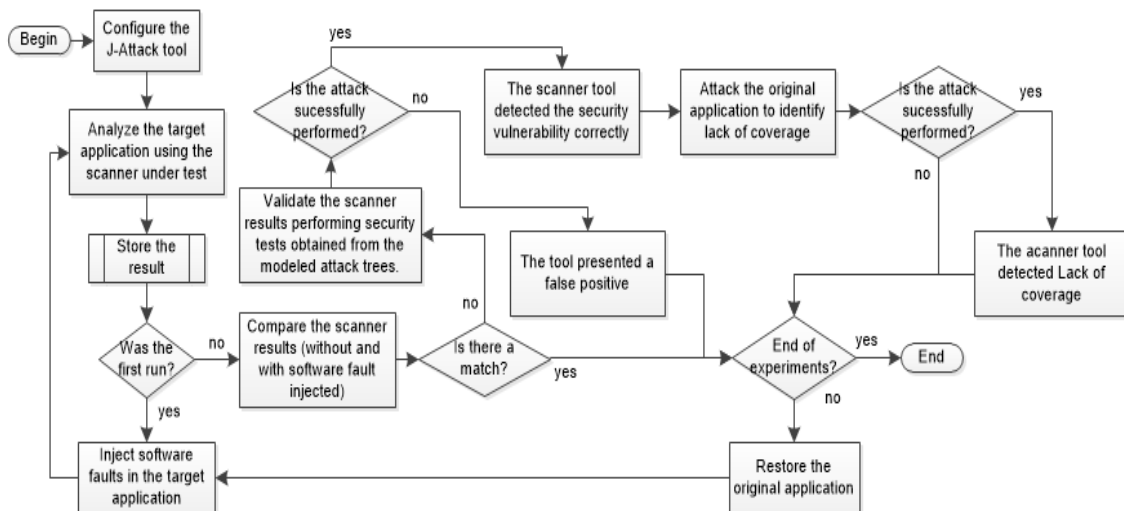 Begin
Configure the
J-Attack tool
Analyze the target
application using the
scanner under test
Store the
result
Was the
first run?
no
yes
Inject software
faults in the target
application
Compare the scanner
results (without and
with software fault
injected)
Is there a
match?
no
yes
Validate the scanner
results performing security
tests obtained from the
modeled attack trees.
Is the attack
sucessfully
performed?
yes
no
The scanner tool
detected the security
vulnerability correctly
The tool presented a
false positive
Attack the original
application to identify
lack of coverage
Is the attack
sucessfully
performed?
yes
no
The acanner tool
detected Lack of
coverage
End of
experiments?
yes
End
no
Restore the
original application